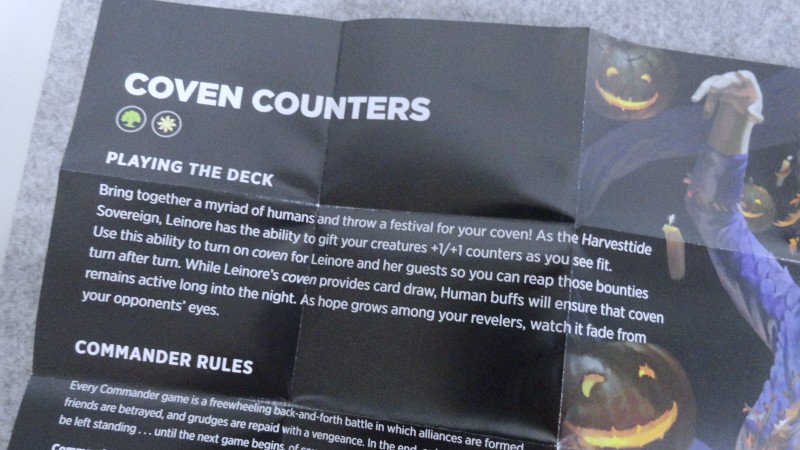 COVEN COUNTERS
PLAYING THE DECK
Bring together a myriad of humans and throw a festival for your coven! As the Harvesttide
Sovereign, Leinore has the ability to gift your creatures +1/+1 counters as you see fit.
Use this ability to turn on coven for Leinore and her guests so you can reap those bounties
turn after turn. While Leinore's coven provides card draw, Human buffs will ensure that coven
remains active long into the night. As hope grows among your revelers, watch it fade from
your opponents' eyes.
COMMANDER RULES
Every Commander game is a freewheeling back-and-forth battle in which alliances are formed
friends are betrayed, and grudges are repaid with a vengeance. In the end,
be left standing . . . until the next game begins,